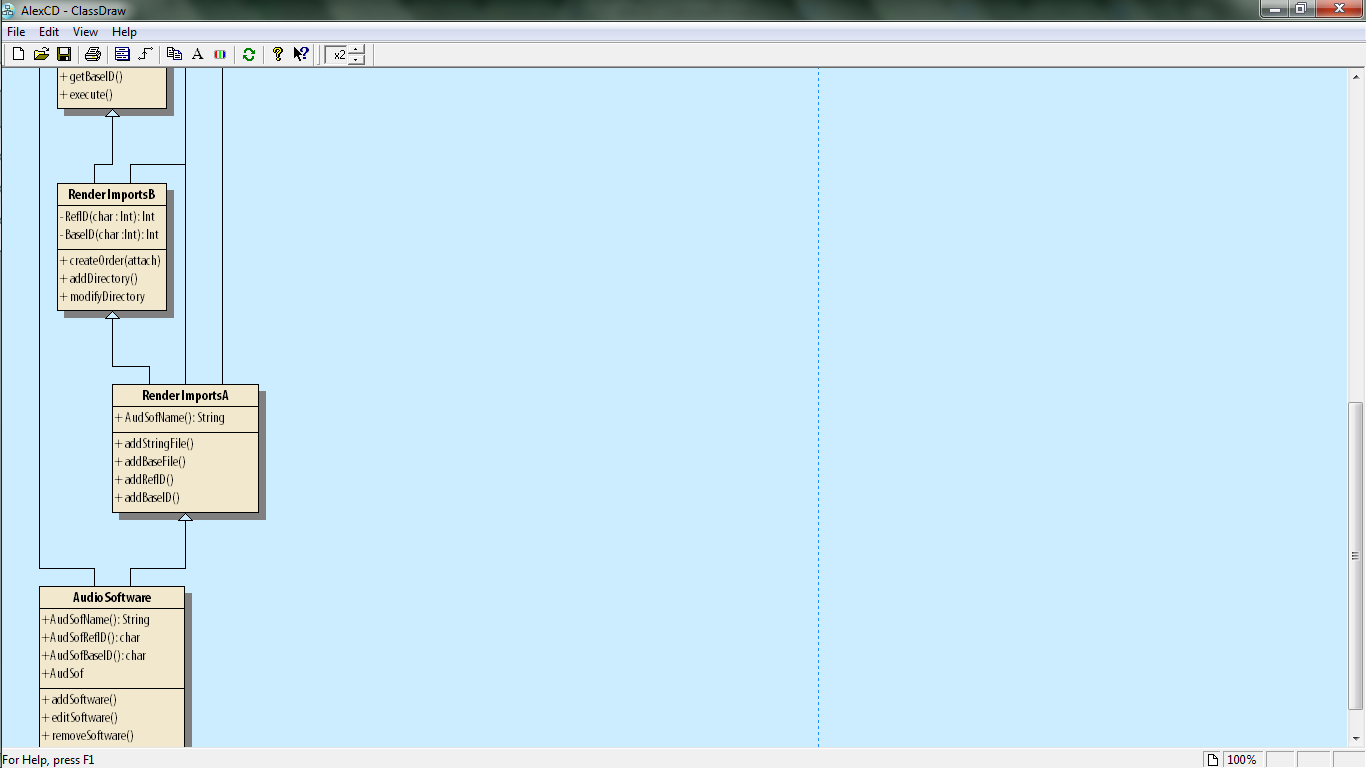 AlexCD - ClassDraw
File Edit View Help
x2
+ getBaseID()
+ execute()
RenderImportsB
- RefID(char : Int): Int
- BaseID(char :Int): Int
+ createOrder(attach)
+ addDirectory()
+ modifyDirectory
RenderImportsA
+ AudSofName(): String
+ addStringFile()
+ addBaseFile()
+ addRefID()
+ addBaseID()
AudioSoftware
+AudSofName(): String
+AudSofRefID(): char
+AudSofBaseID(): char
+AudSof
+ addSoftware()
+ editSoftware()
+ removeSoftware()
For Help, press F1
100%